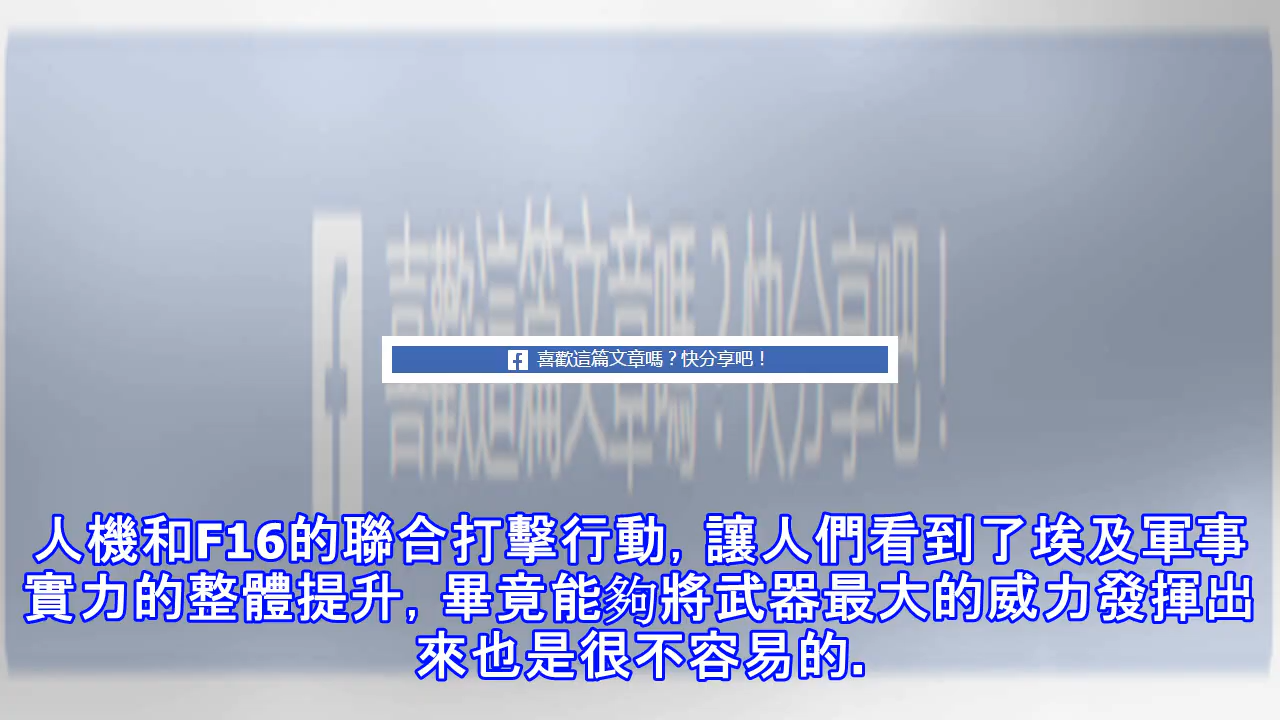 喜歡這篇文章嗎？快分享吧！
喜歡這篇文章嗎？快分享吧！
人機和F16的聯合打擊行動, 讓人們看到了埃及軍事
實力的整體提升, 畢竟能夠將武器最大的威力發揮出
來也是很不容易的.